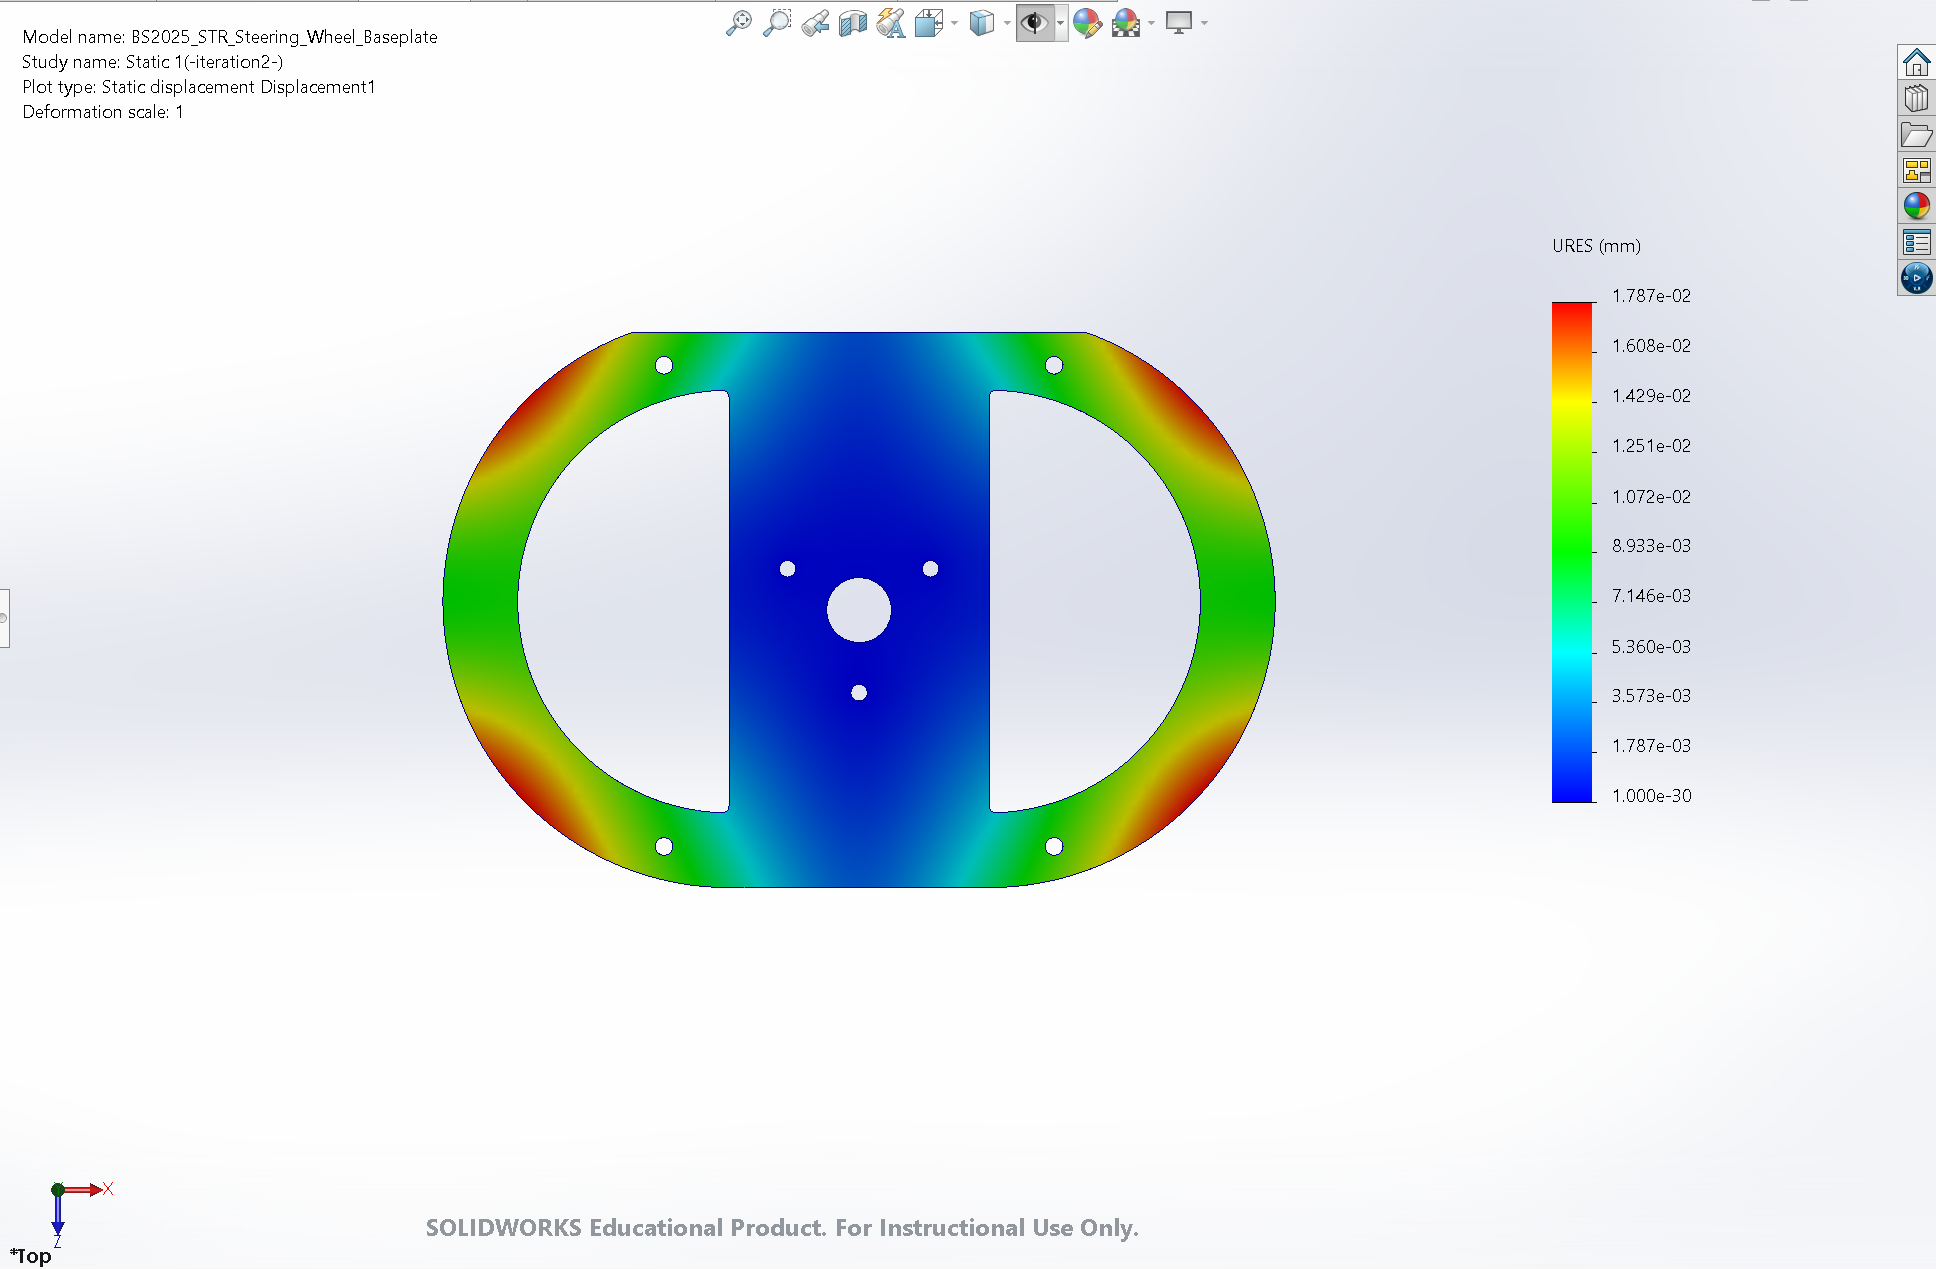 Model name: BS2025_STR_Steering_Wheel_Baseplate
Study name: Static 1(-iteration2-)
Plot type: Static displacement Displacement1
Deformation scale: 1
URES (mm)
1.787e-02
1.608e-02
1.429e-02
1.251e-02
1.072e-02
8.933e-03
7.146e-03
5.360e-03
3.573e-03
1.787e-03
1.000e-30
X
Z
*Top
SOLIDWORKS Educational Product. For Instructional Use Only.